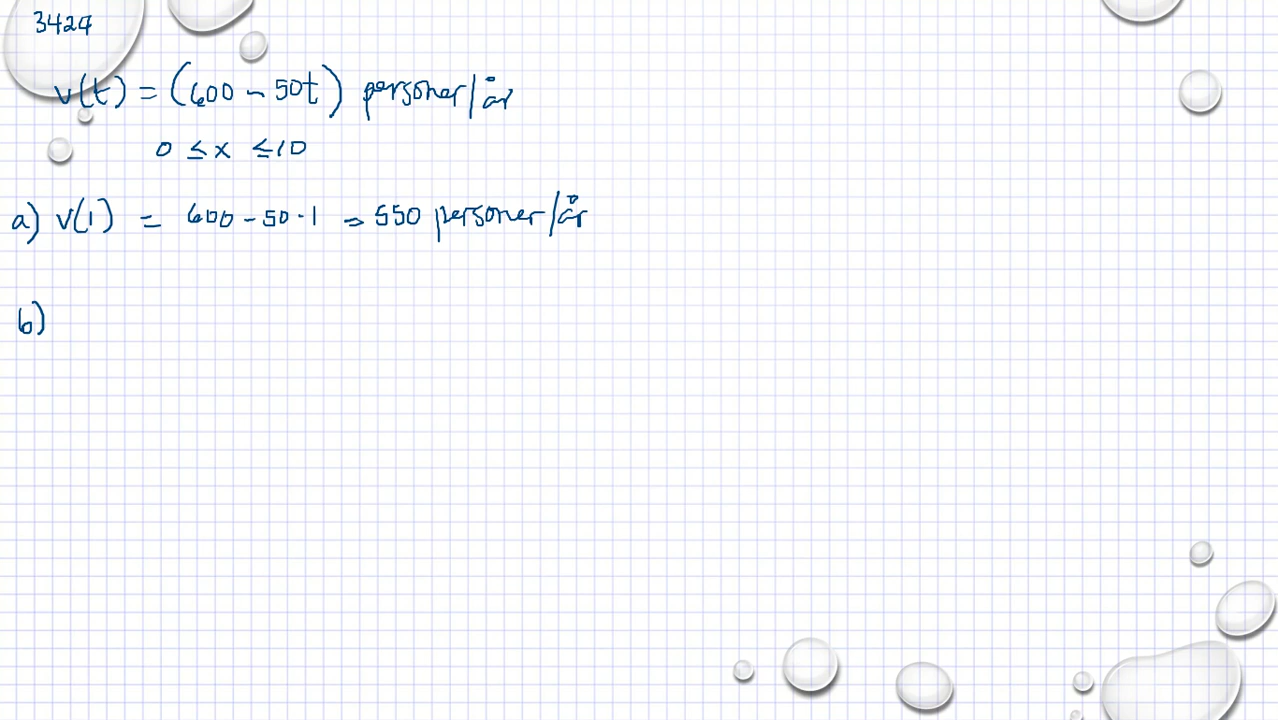 3424
v(t) = (600 - 50t) personer/år
0 ≤ x ≤ 10
a) v(1) = 600 - 50 · 1 = 550 personer/år
b)